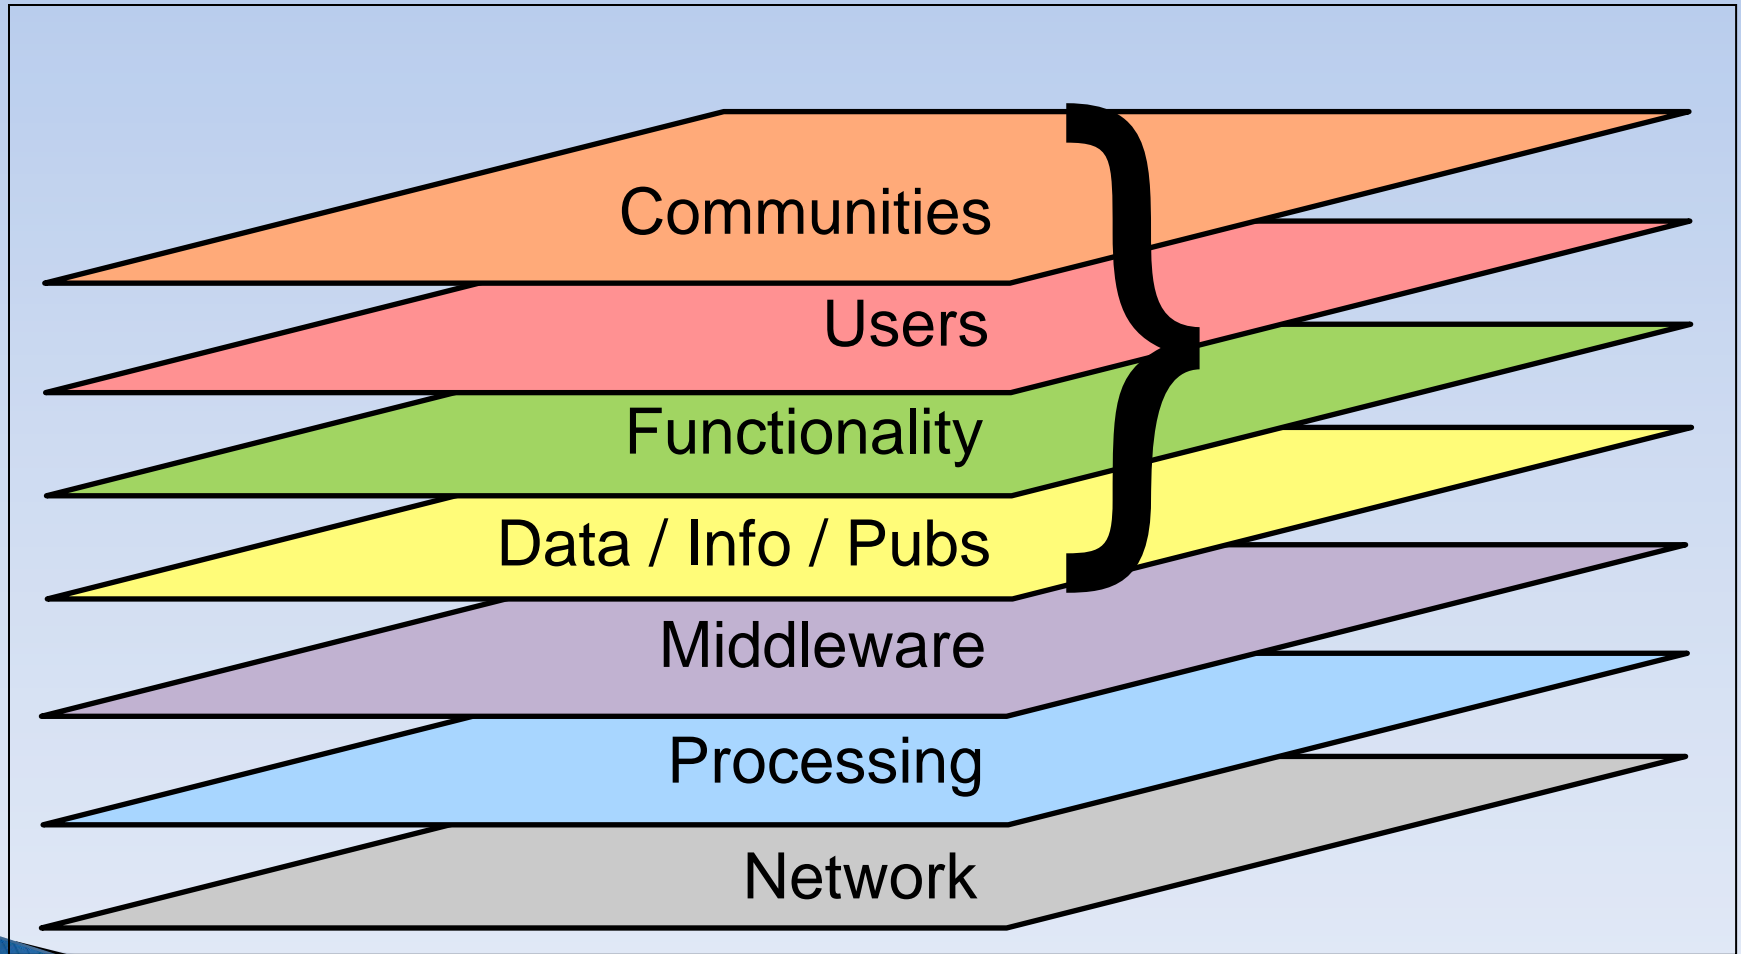 Communities
Users
Functionality
Data / Info / Pubs
Middleware
Processing
Network